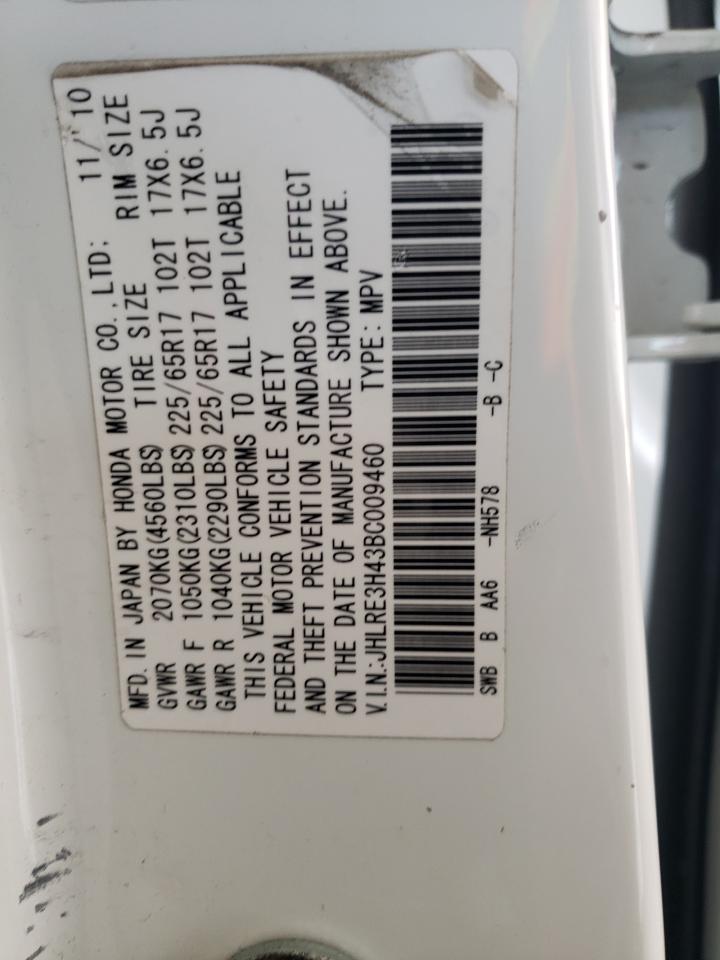 MFD. IN JAPAN BY HONDA MOTOR CO., LTD: 11/ 10
GVWR 2070KG(4560LBS) TIRE SIZE RIM SIZE
GAWR F 1050KG(2310LBS) 225/65R17 102T 17X6.5J
GAWR R 1040KG(2290LBS) 225/65R17 102T 17X6.5J
THIS VEHICLE CONFORMS TO ALL APPLICABLE
FEDERAL MOTOR VEHICLE SAFETY
AND THEFT PREVENTION STANDARDS IN EFFECT
ON THE DATE OF MANUFACTURE SHOWN ABOVE.
V.I.N.:JHLRE3H43BC009460 TYPE: MPV
SWB B AA6 -NH578 -B -C